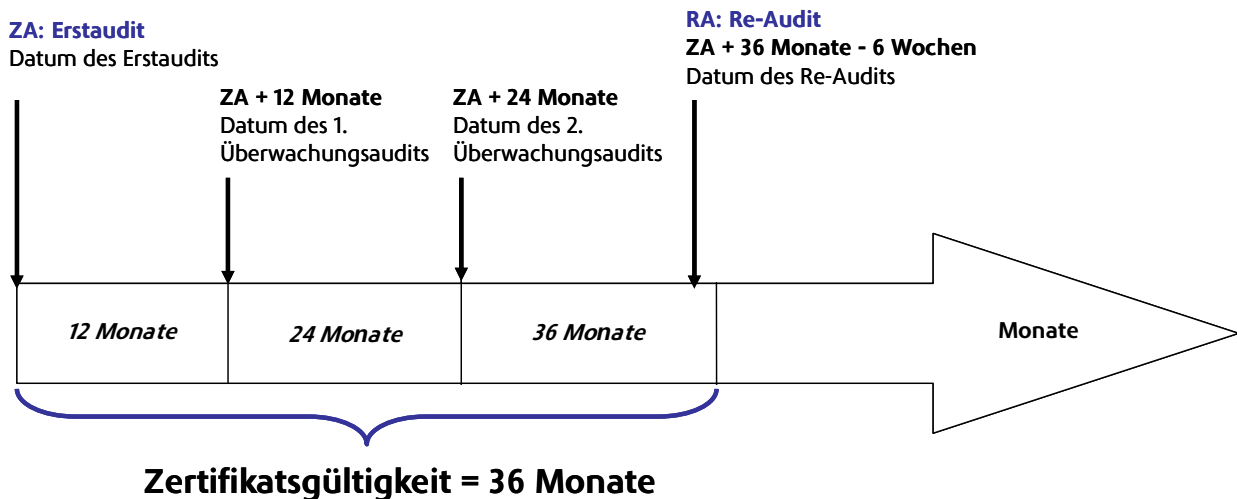 ZA: Erstaudit
Datum des Erstaudits
ZA + 12 Monate
Datum des 1.
Überwachungsaudits
ZA + 24 Monate
Datum des 2.
Überwachungsaudits
RA: Re-Audit
ZA + 36 Monate - 6 Wochen
Datum des Re-Audits
12 Monate
24 Monate
36 Monate
Monate
Zertifikatsgültigkeit = 36 Monate